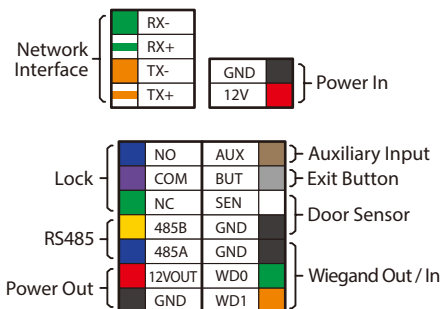 RX-
RX+
TX-
TX+
Network
Interface
GND
12V
Power In
NO AUX
COM BUT
NC SEN
485B GND
485A GND
12VOUT WD0
GND WD1
Lock
RS485
Power Out
Auxiliary Input
Exit Button
Door Sensor
Wiegand Out / In